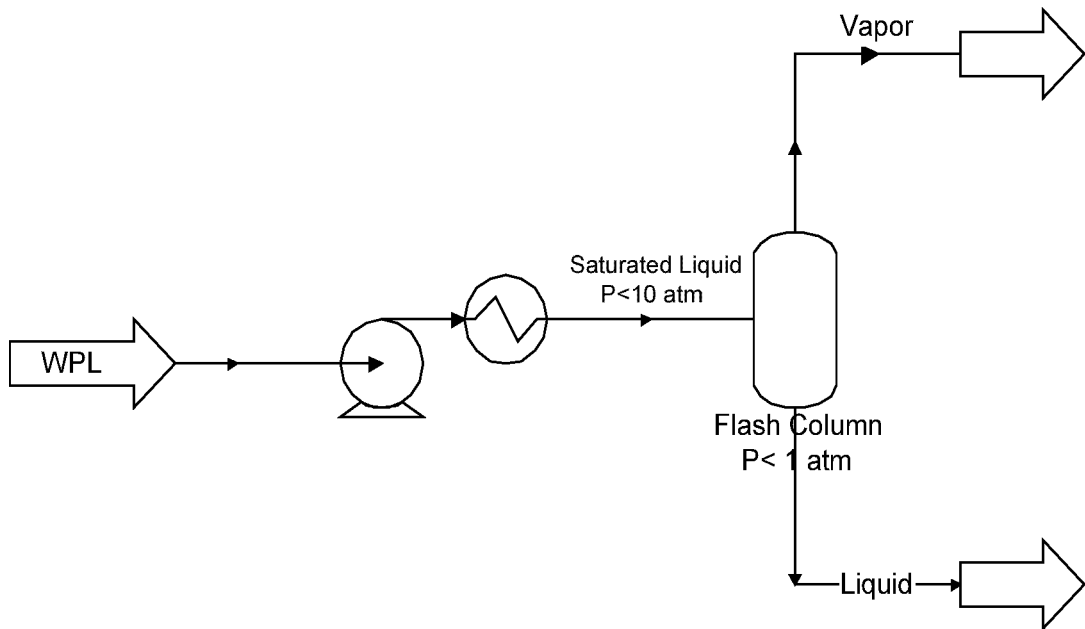 Vapor
Saturated Liquid
P<10 atm
WPL
Flash Column
P< 1 atm
Liquid